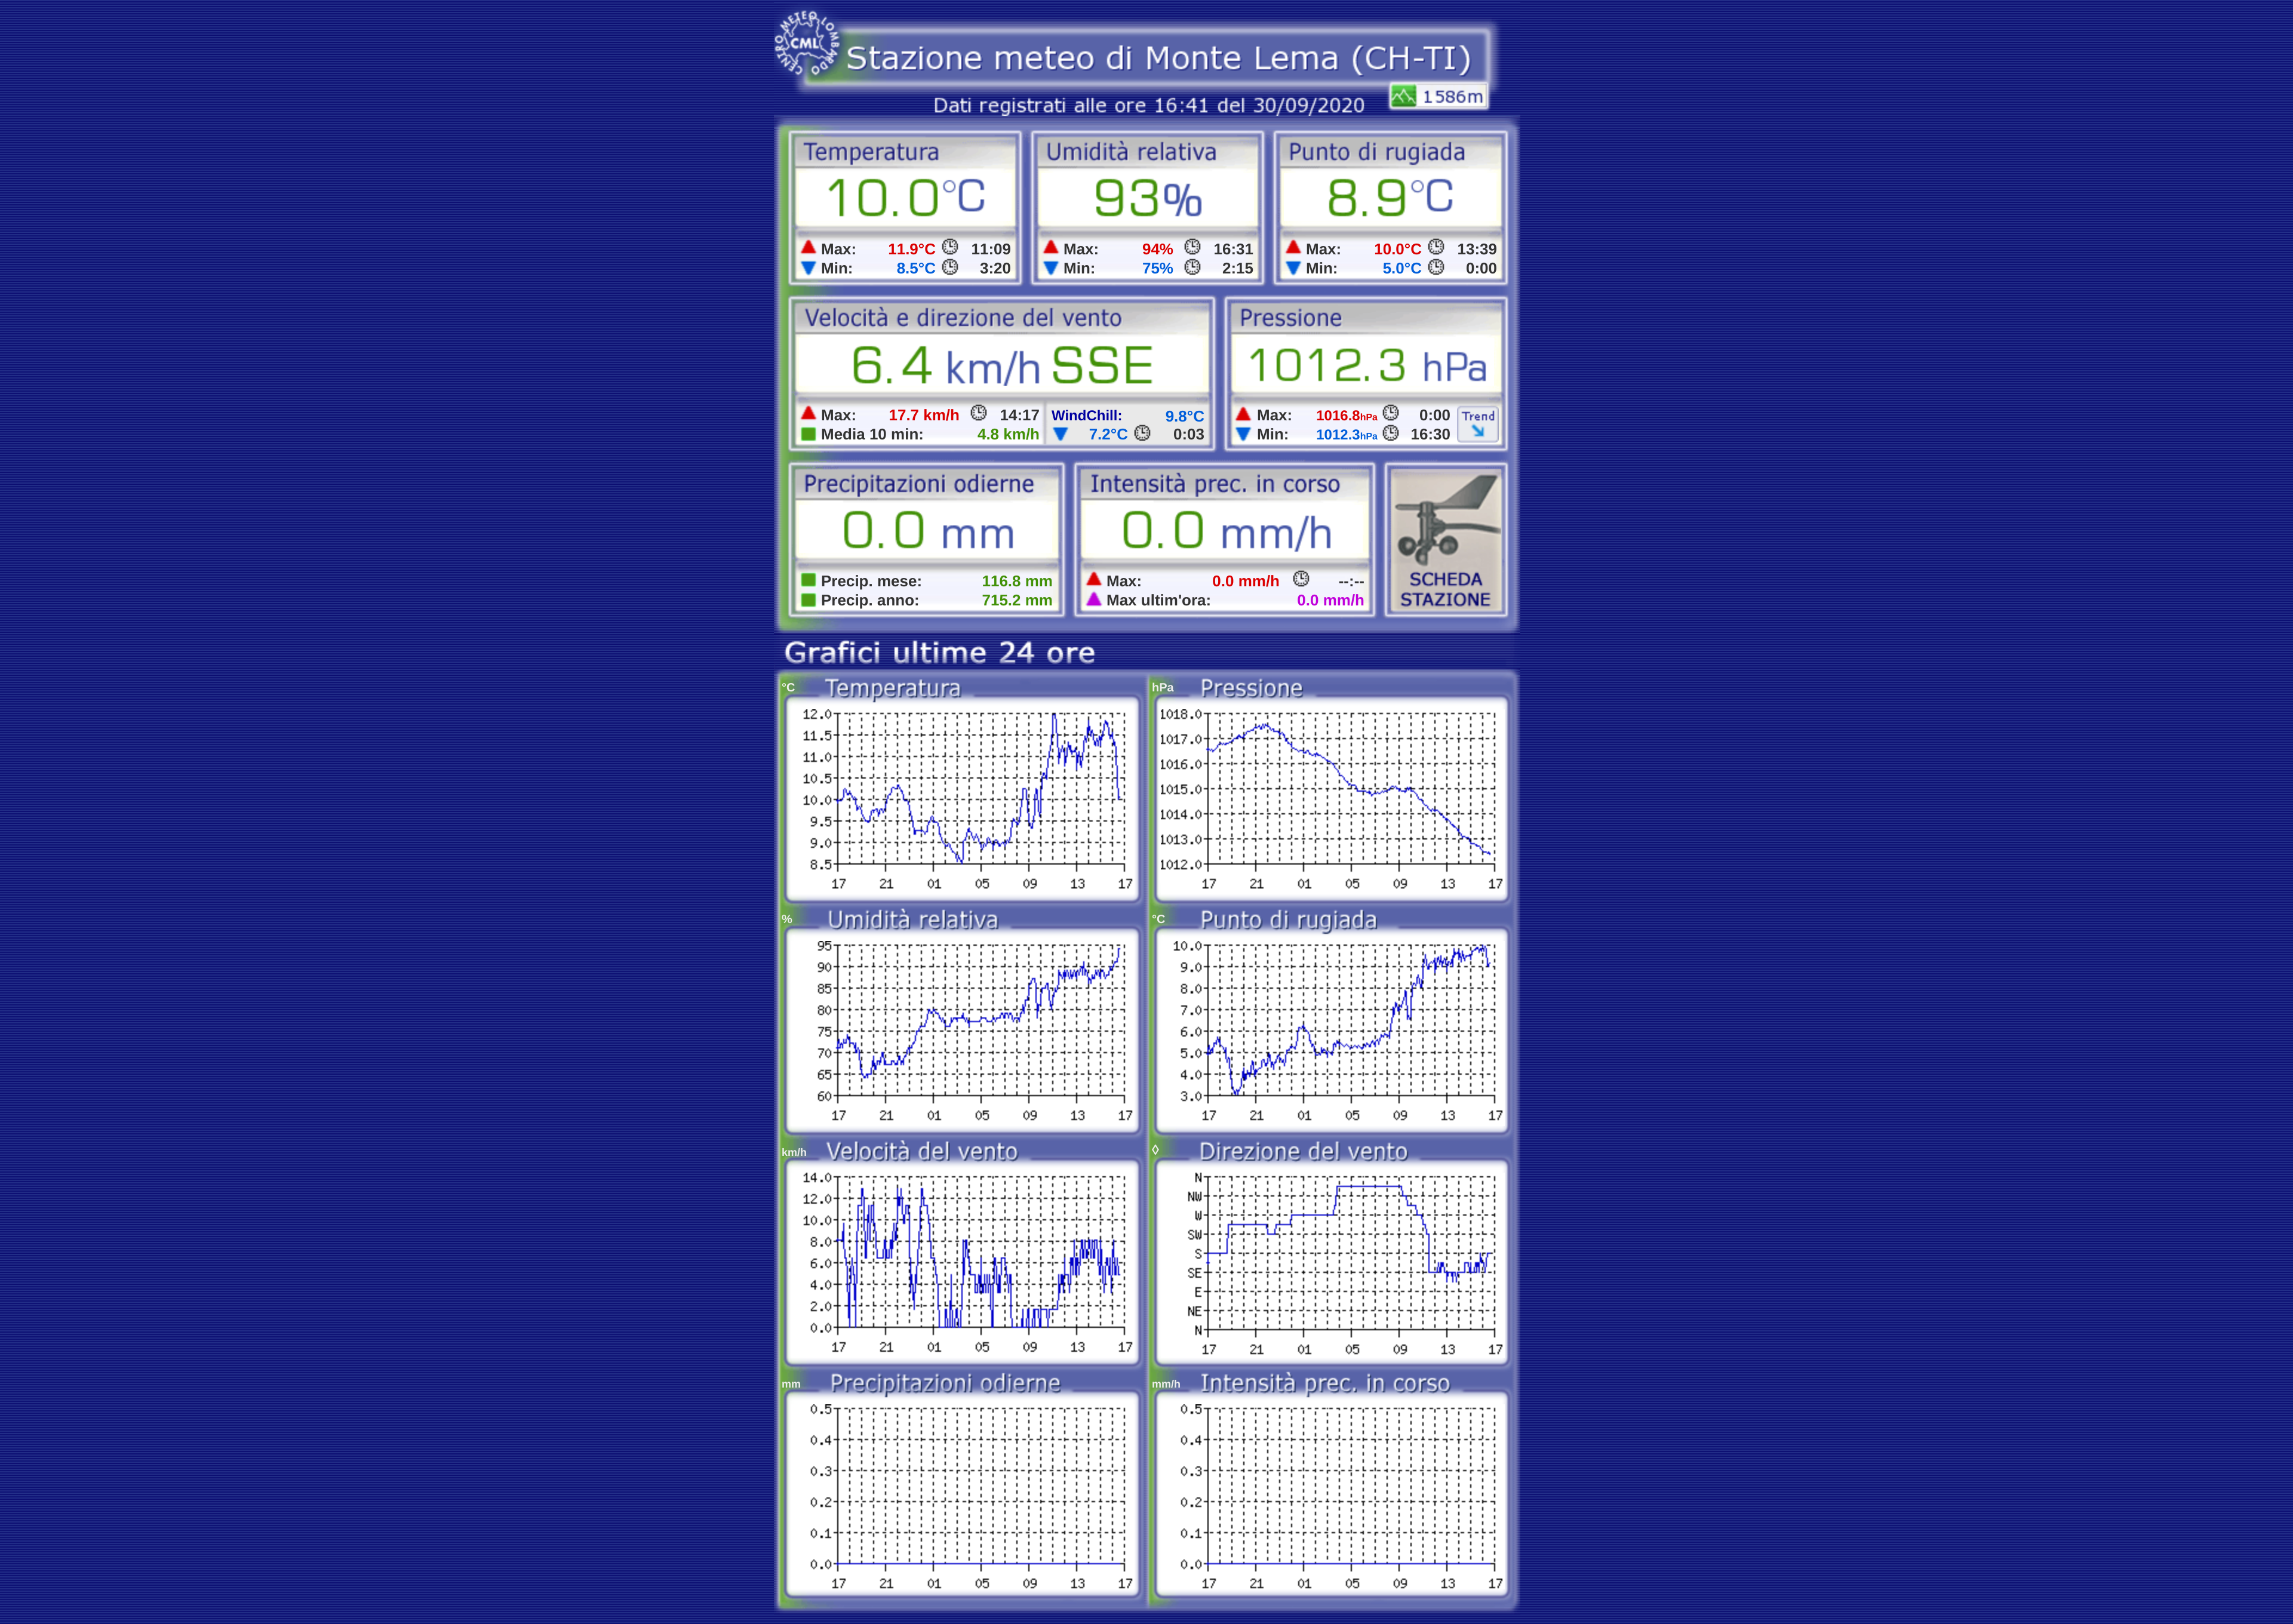 CENTRO METEO LOMBARDO
CML
Stazione meteo di Monte Lema (CH-TI)
1586m
Dati registrati alle ore 16:41 del 30/09/2020
Temperatura
10.0°C
Max: 11.9°C 11:09
Min: 8.5°C 3:20
Umidità relativa
93%
Max: 94% 16:31
Min: 75% 2:15
Punto di rugiada
8.9°C
Max: 10.0°C 13:39
Min: 5.0°C 0:00
Velocità e direzione del vento
6.4 km/h SSE
Max: 17.7 km/h 14:17
Media 10 min: 4.8 km/h
WindChill: 9.8°C
7.2°C 0:03
Pressione
1012.3 hPa
Max: 1016.8hPa 0:00
Min: 1012.3hPa 16:30
Trend
Precipitazioni odierne
0.0 mm
Precip. mese: 116.8 mm
Precip. anno: 715.2 mm
Intensità prec. in corso
0.0 mm/h
Max: 0.0 mm/h --:--
Max ultim'ora: 0.0 mm/h
SCHEDA
STAZIONE
Grafici ultime 24 ore
°C Temperatura
12.0
11.5
11.0
10.5
10.0
9.5
9.0
8.5
17 21 01 05 09 13 17
hPa Pressione
1018.0
1017.0
1016.0
1015.0
1014.0
1013.0
1012.0
17 21 01 05 09 13 17
% Umidità relativa
95
90
85
80
75
70
65
60
17 21 01 05 09 13 17
°C Punto di rugiada
10.0
9.0
8.0
7.0
6.0
5.0
4.0
3.0
17 21 01 05 09 13 17
km/h Velocità del vento
14.0
12.0
10.0
8.0
6.0
4.0
2.0
0.0
17 21 01 05 09 13 17
◊ Direzione del vento
N
NW
W
SW
S
SE
E
NE
N
17 21 01 05 09 13 17
mm Precipitazioni odierne
0.5
0.4
0.3
0.2
0.1
0.0
17 21 01 05 09 13 17
mm/h Intensità prec. in corso
0.5
0.4
0.3
0.2
0.1
0.0
17 21 01 05 09 13 17